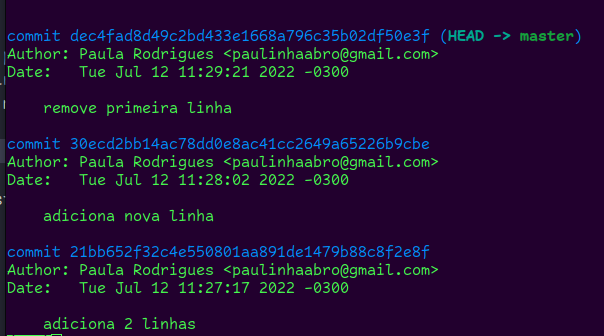 commit dec4fad8d49c2bd433e1668a796c35b02df50e3f (HEAD -> master)
Author: Paula Rodrigues <paulinhaabro@gmail.com>
Date:   Tue Jul 12 11:29:21 2022 -0300
remove primeira linha
commit 30ecd2bb14ac78dd0e8ac41cc2649a65226b9cbe
Author: Paula Rodrigues <paulinhaabro@gmail.com>
Date:   Tue Jul 12 11:28:02 2022 -0300
adiciona nova linha
commit 21bb652f32c4e550801aa891de1479b88c8f2e8f
Author: Paula Rodrigues <paulinhaabro@gmail.com>
Date:   Tue Jul 12 11:27:17 2022 -0300
adiciona 2 linhas